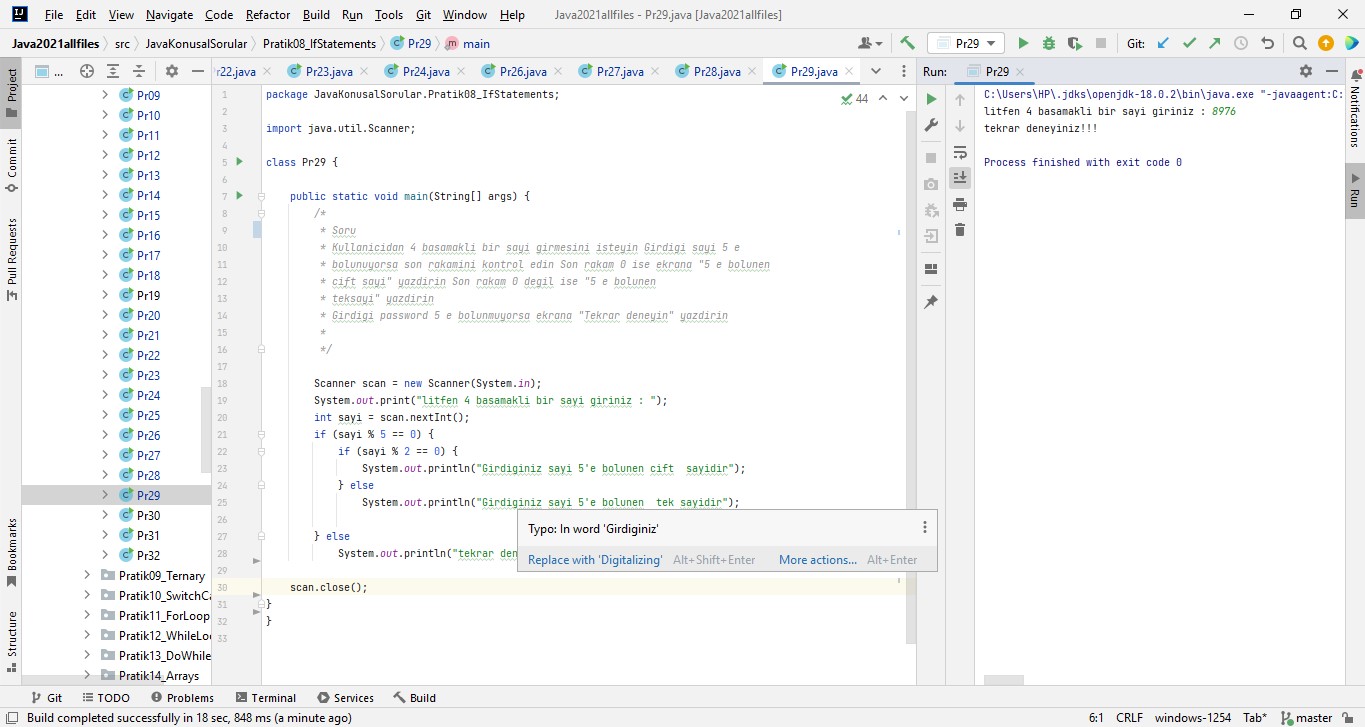 File Edit View Navigate Code Refactor Build Run Tools Git Window Help Java2021allfiles - Pr29.java [Java2021allfiles]
Java2021allfiles src JavaKonusalSorular Pratik08_IfStatements Pr29 main Pr29 Git:
Project
Commit
Pull Requests
Bookmarks
Structure
...
Pr09
Pr10
Pr11
Pr12
Pr13
Pr14
Pr15
Pr16
Pr17
Pr18
Pr19
Pr20
Pr21
Pr22
Pr23
Pr24
Pr25
Pr26
Pr27
Pr28
Pr29
Pr30
Pr31
Pr32
Pratik09_Ternary
Pratik10_SwitchCa
Pratik11_ForLoop
Pratik12_WhileLo
Pratik13_DoWhile
Pratik14_Arrays
r22.java Pr23.java Pr24.java Pr26.java Pr27.java Pr28.java Pr29.java
44
1 package JavaKonusalSorular.Pratik08_IfStatements;
2
3 import java.util.Scanner;
4
5 class Pr29 {
6
7 public static void main(String[] args) {
8 /*
9 * Soru
10 * Kullanicidan 4 basamakli bir sayi girmesini isteyin Girdigi sayi 5 e
11 * bolunuyorsa son rakamini kontrol edin Son rakam 0 ise ekrana "5 e bolunen
12 * cift sayi" yazdirin Son rakam 0 degil ise "5 e bolunen
13 * teksayi" yazdirin
14 * Girdigi password 5 e bolunmuyorsa ekrana "Tekrar deneyin" yazdirin
15 *
16 */
17
18 Scanner scan = new Scanner(System.in);
19 System.out.print("litfen 4 basamakli bir sayi giriniz : ");
20 int sayi = scan.nextInt();
21 if (sayi % 5 == 0) {
22 if (sayi % 2 == 0) {
23 System.out.println("Girdiginiz sayi 5'e bolunen cift  sayidir");
24 } else
25 System.out.println("Girdiginiz sayi 5'e bolunen  tek sayidir");
26
27 } else
28 System.out.println("tekrar den
29
30 scan.close();
31 }
32 }
33
Typo: In word 'Girdiginiz'
Replace with 'Digitalizing' Alt+Shift+Enter More actions... Alt+Enter
Run: Pr29
C:\Users\HP\.jdks\openjdk-18.0.2\bin\java.exe "-javaagent:C:
litfen 4 basamakli bir sayi giriniz : 8976
tekrar deneyiniz!!!
Process finished with exit code 0
Notifications
Run
Git TODO Problems Terminal Services Build
Build completed successfully in 18 sec, 848 ms (a minute ago) 6:1 CRLF windows-1254 Tab* master